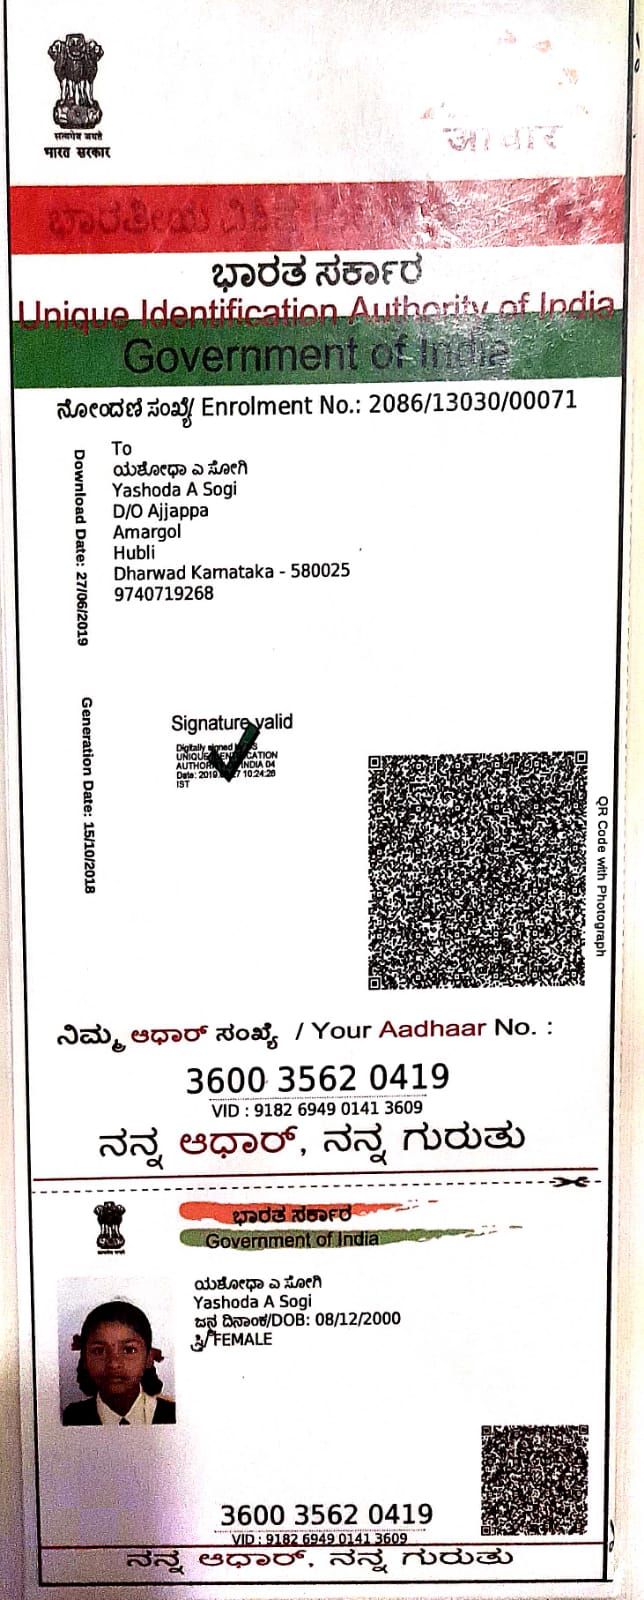 सत्यमेव जयते
भारत सरकार
आधार
ಭಾರತೀಯ
ಭಾರತ ಸರ್ಕಾರ
Unique Identification Authority of India
Government of India
ನೋಂದಣಿ ಸಂಖ್ಯೆ/ Enrolment No.: 2086/13030/00071
To
ಯಶೋಧಾ ಎ ಸೋಗಿ
Yashoda A Sogi
D/O Ajjappa
Amargol
Hubli
Dharwad Karnataka - 580025
9740719268
Download Date: 27/06/2019
Generation Date: 15/10/2018
Signature valid
Digitally signed by DS
UNIQUE IDENTIFICATION
AUTHORITY OF INDIA 04
Date: 2019 10:24:28
IST
QR Code with Photograph
ನಿಮ್ಮ ಆಧಾರ್ ಸಂಖ್ಯೆ / Your Aadhaar No. :
3600 3562 0419
VID : 9182 6949 0141 3609
ನನ್ನ ಆಧಾರ್, ನನ್ನ ಗುರುತು
ಭಾರತ ಸರ್ಕಾರ
Government of India
ಯಶೋಧಾ ಎ ಸೋಗಿ
Yashoda A Sogi
ಜನ್ಮ ದಿನಾಂಕ/DOB: 08/12/2000
ಸ್ತ್ರೀ/FEMALE
3600 3562 0419
VID : 9182 6949 0141 3609
ನನ್ನ ಆಧಾರ್, ನನ್ನ ಗುರುತು